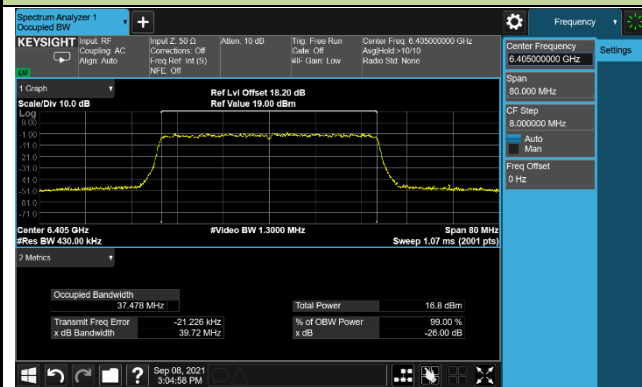 Spectrum Analyzer 1
Occupied BW
Frequency
KEYSIGHT
Input: RF
Coupling: AC
Align: Auto
Input Z: 50 Ω
Corrections: Off
Freq Ref: Int (S)
NFE: Off
Atten: 10 dB
Trig: Free Run
Gate: Off
#IF Gain: Low
Center Freq: 6.405000000 GHz
Avg|Hold:>10/10
Radio Std: None
LXI
Center Frequency
6.405000000 GHz
Settings
Span
80.000 MHz
CF Step
8.000000 MHz
Auto
Man
Freq Offset
0 Hz
1 Graph
Scale/Div 10.0 dB
Ref Lvl Offset 18.20 dB
Ref Value 19.00 dBm
Log
9.00
-1.00
-11.0
-21.0
-31.0
-41.0
-51.0
-61.0
-71.0
Center 6.405 GHz
#Video BW 1.3000 MHz
Span 80 MHz
#Res BW 430.00 kHz
Sweep 1.07 ms (2001 pts)
2 Metrics
Occupied Bandwidth
37.478 MHz
Total Power 16.8 dBm
Transmit Freq Error -21.226 kHz
% of OBW Power 99.00 %
x dB Bandwidth 39.72 MHz
x dB -26.00 dB
?
Sep 08, 2021
3:04:58 PM